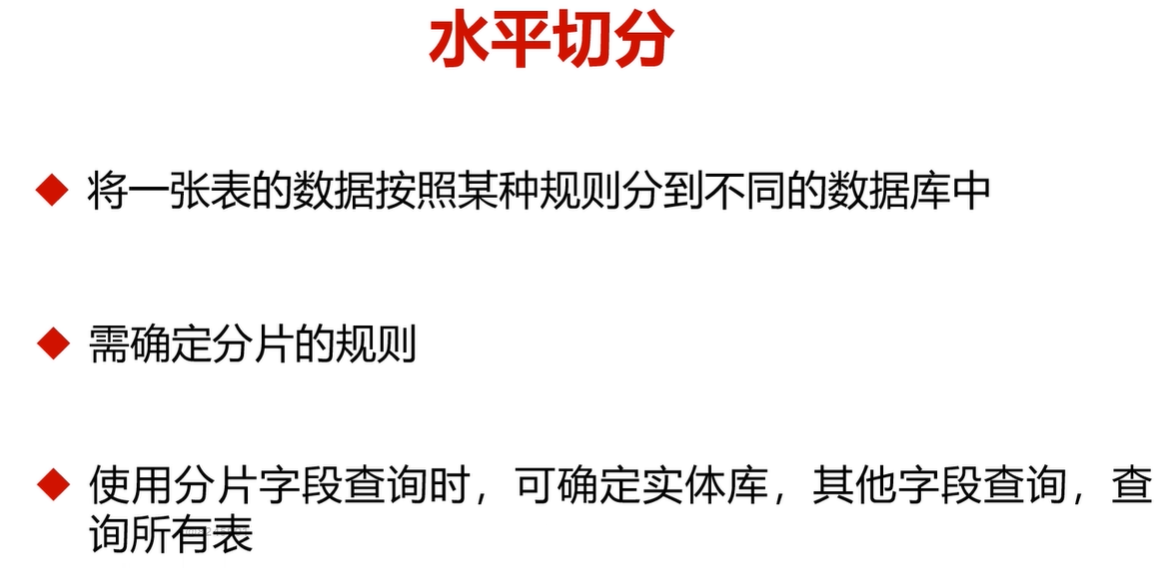 水平切分
将一张表的数据按照某种规则分到不同的数据库中
需确定分片的规则
使用分片字段查询时，可确定实体库，其他字段查询，查
询所有表